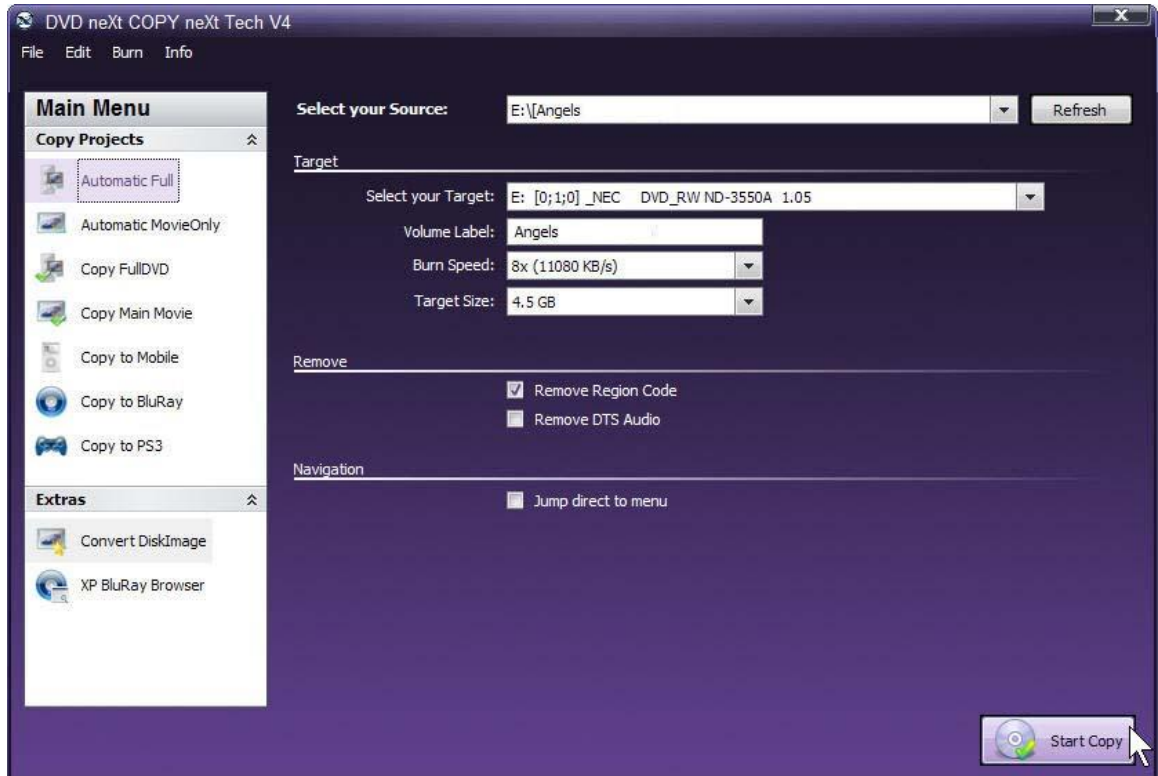 DVD neXt COPY neXt Tech V4
File Edit Burn Info
Main Menu
Copy Projects
Automatic Full
Automatic MovieOnly
Copy FullDVD
Copy Main Movie
Copy to Mobile
Copy to BluRay
Copy to PS3
Extras
Convert DiskImage
XP BluRay Browser
Select your Source: E:\[Angels Refresh
Target
Select your Target: E: [0;1;0] _NEC DVD_RW ND-3550A 1.05
Volume Label: Angels
Burn Speed: 8x (11080 KB/s)
Target Size: 4.5 GB
Remove
Remove Region Code
Remove DTS Audio
Navigation
Jump direct to menu
Start Copy